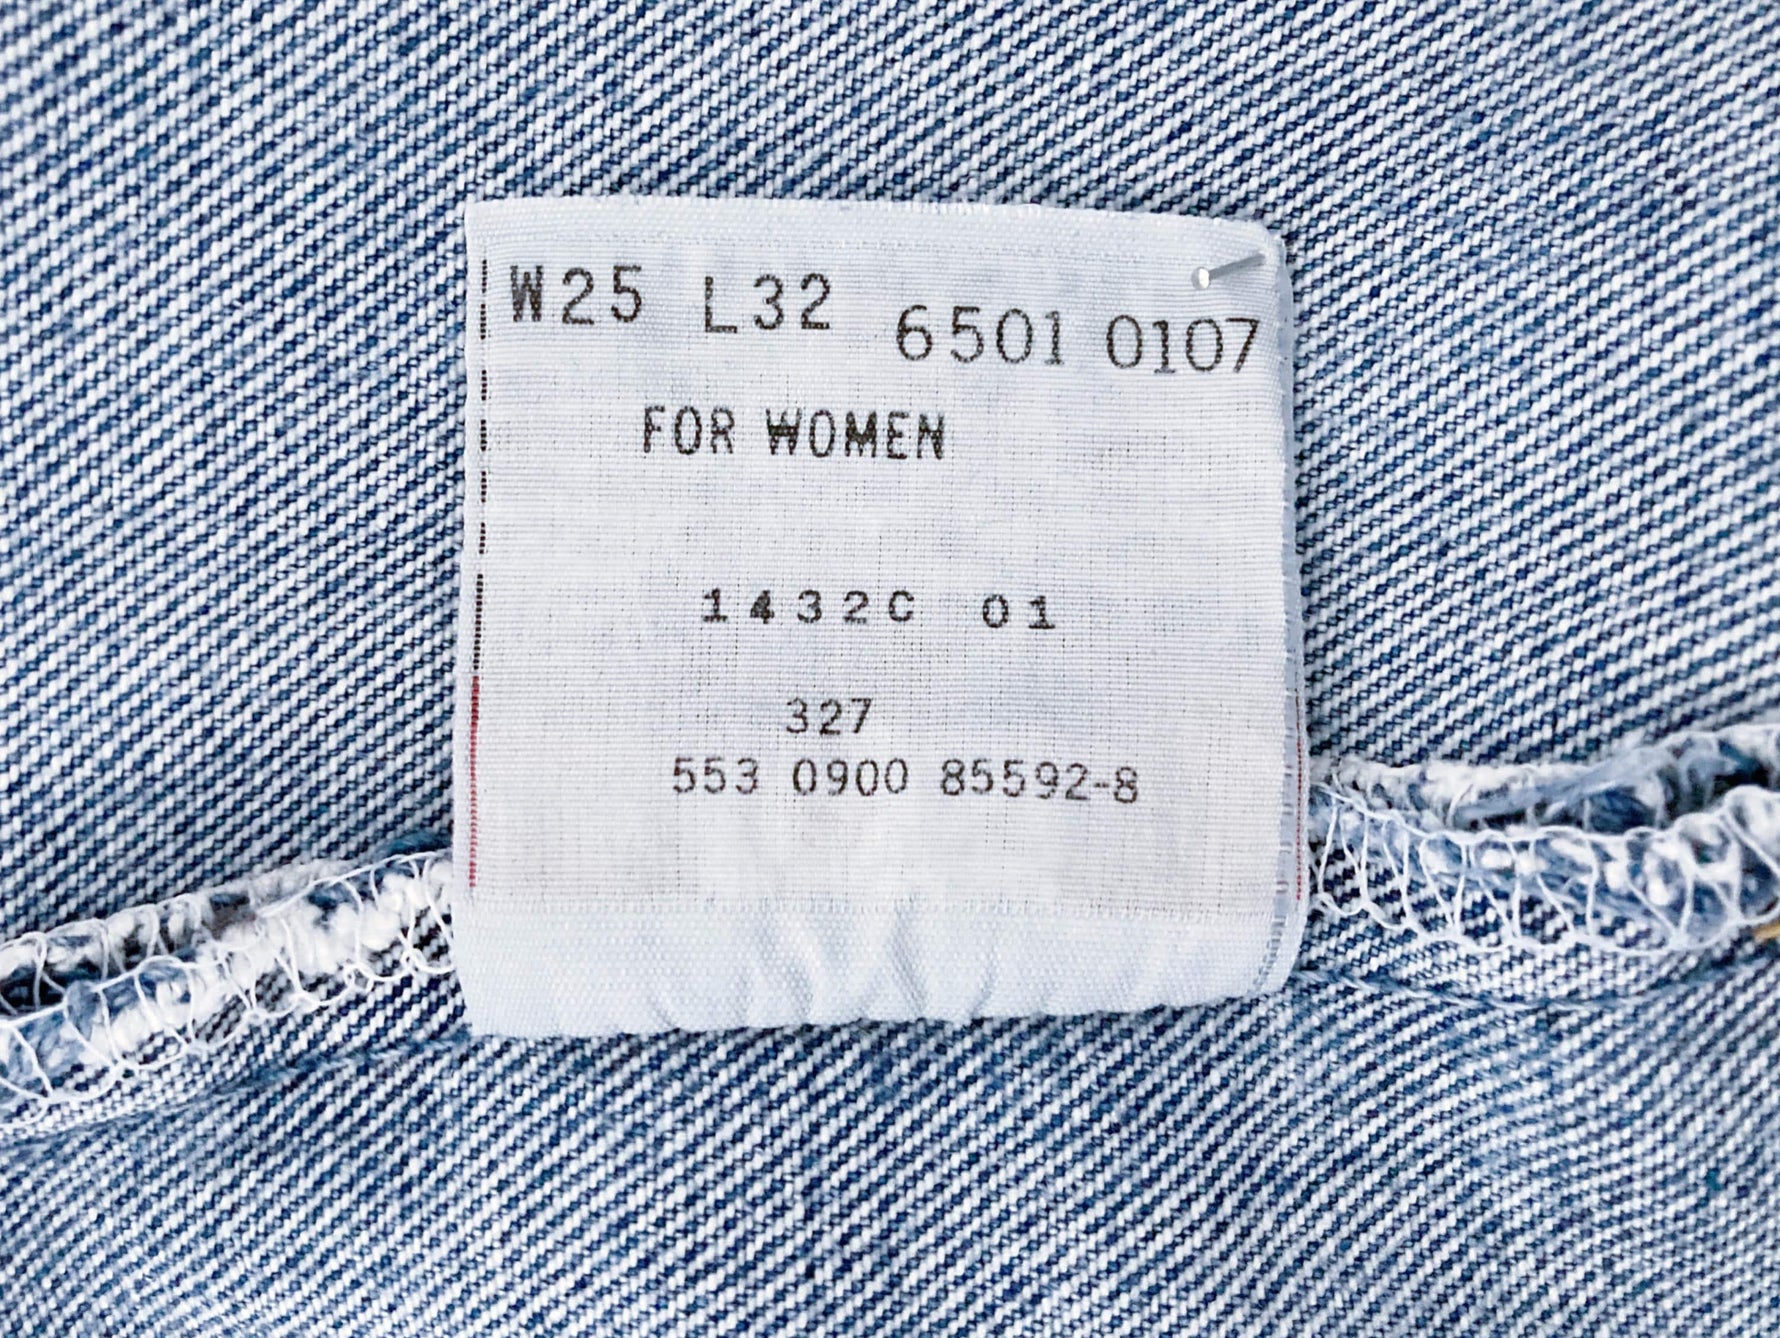 W25 L32 6501 0107
FOR WOMEN
1432C 01
327
553 0900 85592-8